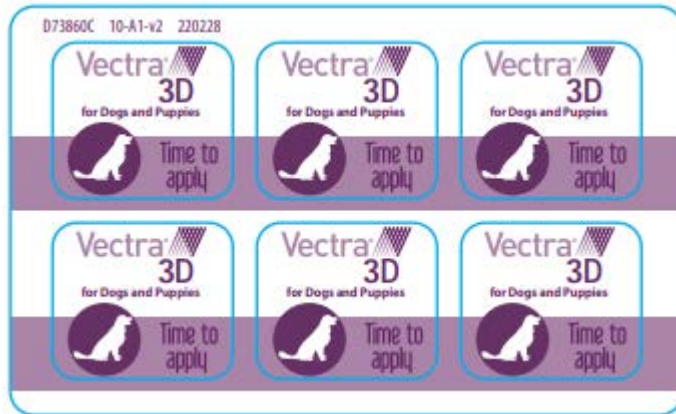 D73860C 10-A1-v2 220228
Vectra® Vectra® Vectra®
3D 3D 3D
for Dogs and Puppies for Dogs and Puppies for Dogs and Puppies
Time to Time to Time to
apply apply apply
Vectra® Vectra® Vectra®
3D 3D 3D
for Dogs and Puppies for Dogs and Puppies for Dogs and Puppies
Time to Time to Time to
apply apply apply